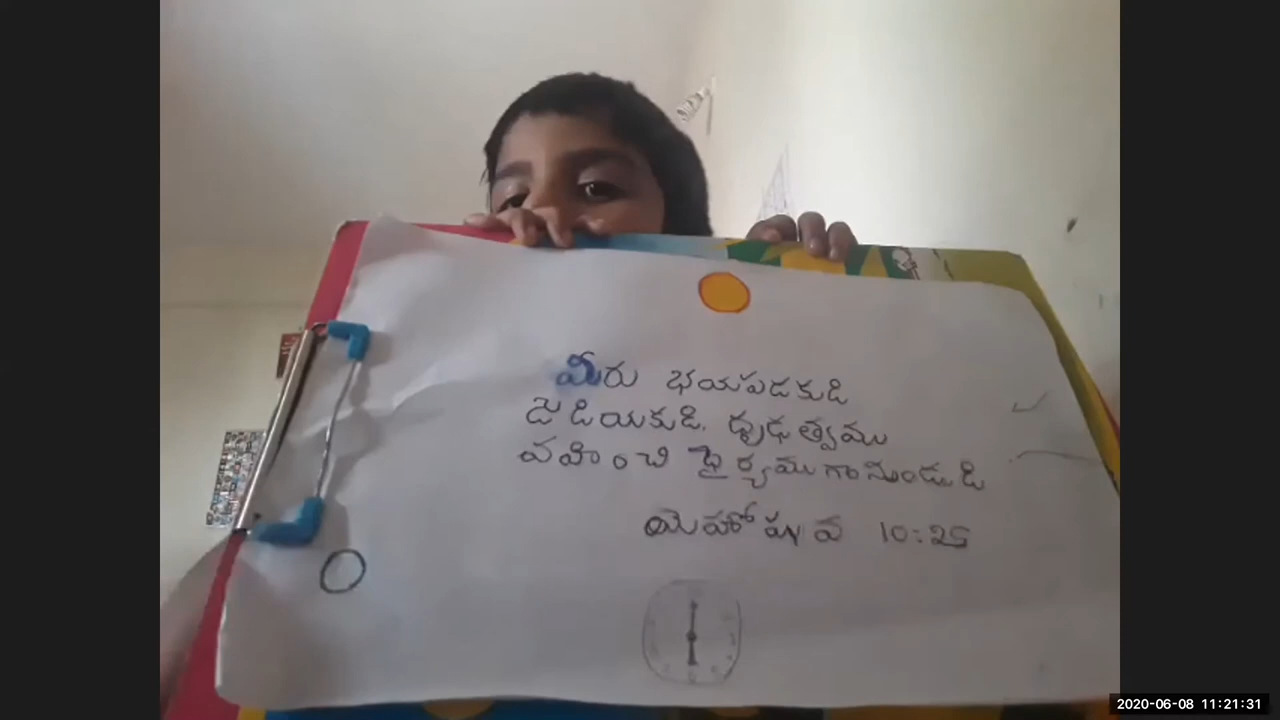 మీరు భయపడకుడి
జడియకుడి. ధృఢత్వము
వహించి ధైర్యముగానుండుడి
యెహోషువ 10:25
2020-06-08 11:21:31